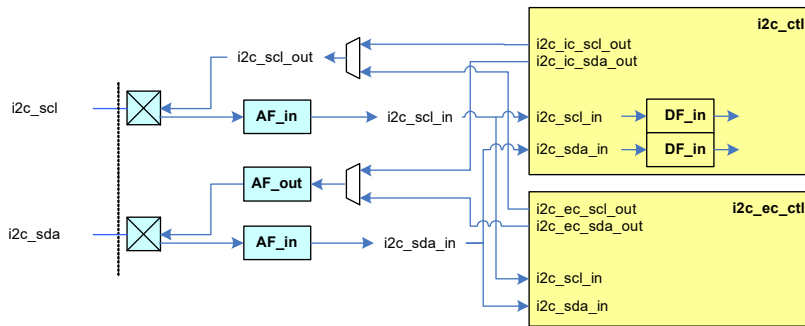 i2c_ctl
i2c_scl_out
i2c_ic_scl_out
i2c_ic_sda_out
i2c_scl
AF_in
i2c_scl_in
i2c_scl_in
DF_in
i2c_sda_in
DF_in
AF_out
i2c_ec_scl_out
i2c_ec_ctl
i2c_ec_sda_out
i2c_sda
AF_in
i2c_sda_in
i2c_scl_in
i2c_sda_in